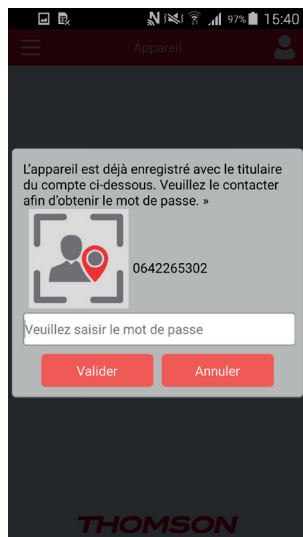 97% 15:40
Appareil
L'appareil est déjà enregistré avec le titulaire
du compte ci-dessous. Veuillez le contacter
afin d'obtenir le mot de passe. »
0642265302
Veuillez saisir le mot de passe
Valider Annuler
THOMSON